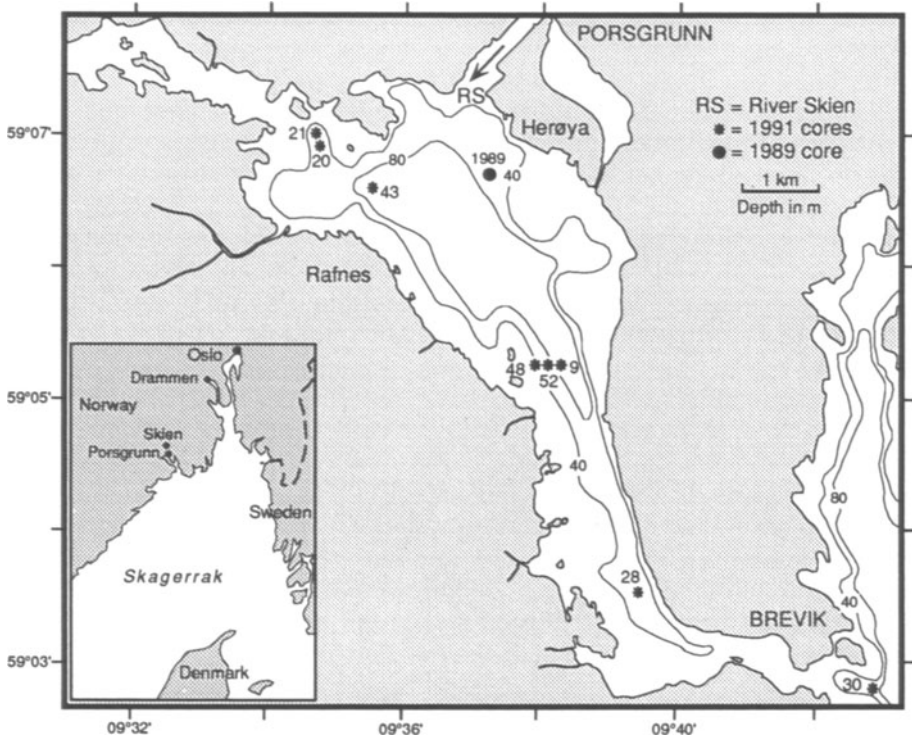 PORSGRUNN
RS
Herøya
RS = River Skien
✷ = 1991 cores
● = 1989 core
1 km
Depth in m
59°07'
21
20
80
43
1989
40
Rafnes
48
52
9
59°05'
40
28
BREVIK
80
40
30
59°03'
Oslo
Drammen
Norway
Skien
Porsgrunn
Sweden
Skagerrak
Denmark
09°32'
09°36'
09°40'